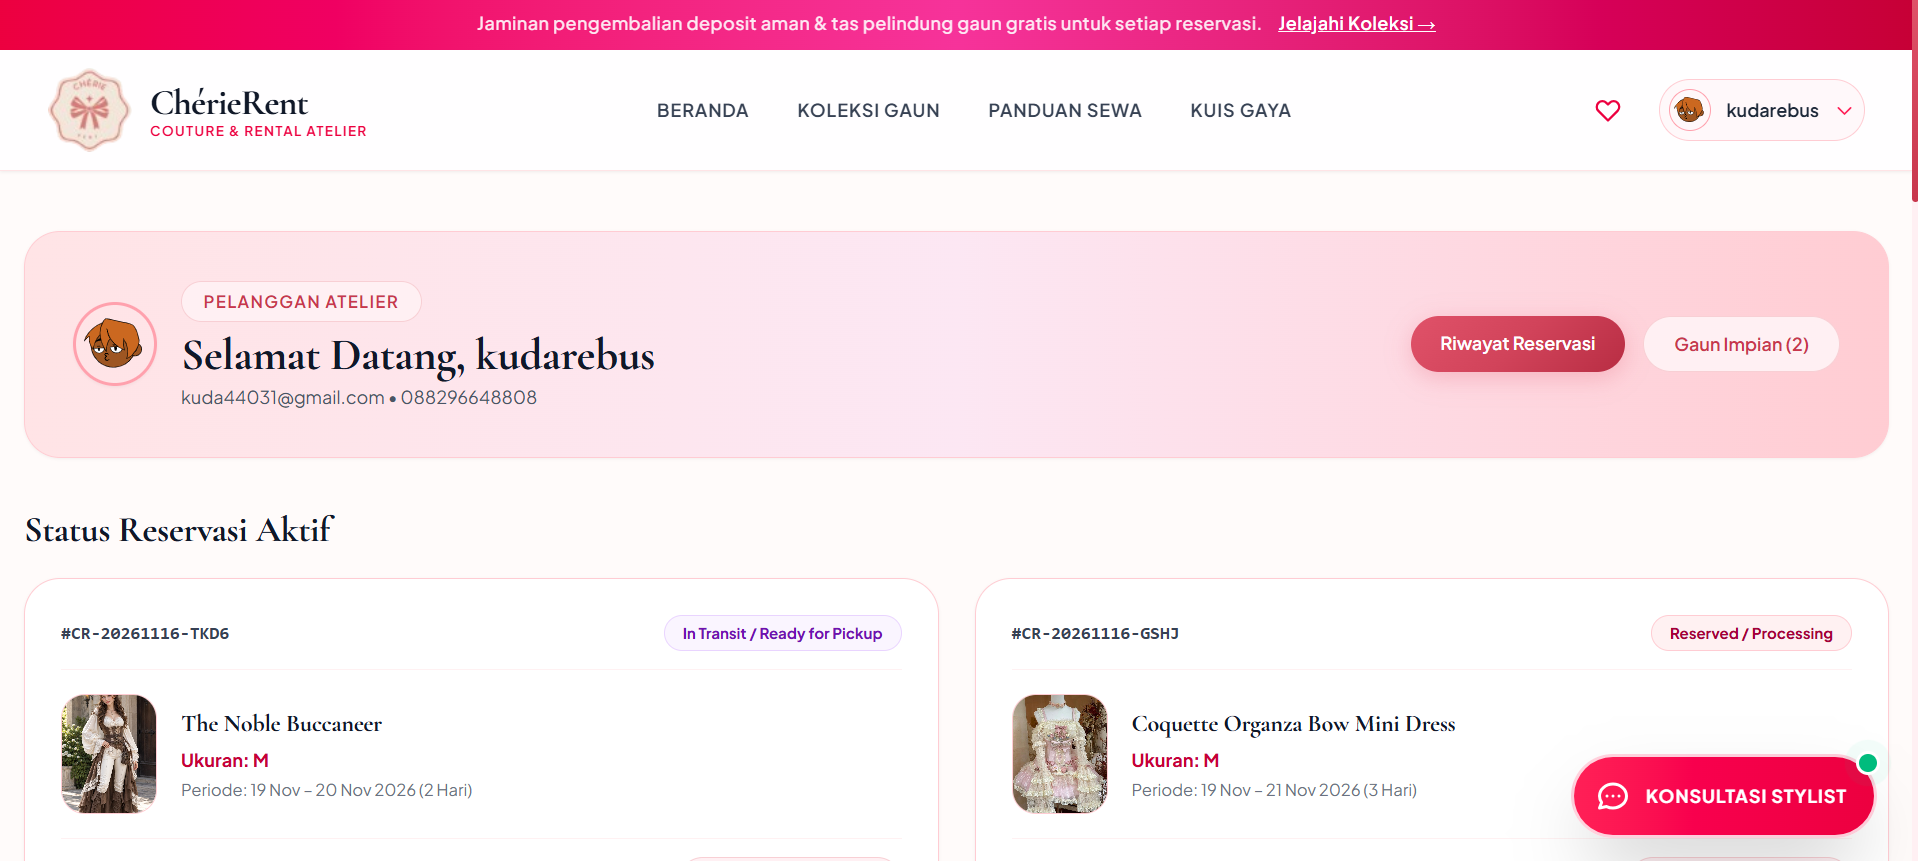 Jaminan pengembalian deposit aman & tas pelindung gaun gratis untuk setiap reservasi. Jelajahi Koleksi →
CHÉRIE
ChérieRent
COUTURE & RENTAL ATELIER
BERANDA
KOLEKSI GAUN
PANDUAN SEWA
KUIS GAYA
kudarebus
PELANGGAN ATELIER
Selamat Datang, kudarebus
kuda44031@gmail.com • 088296648808
Riwayat Reservasi
Gaun Impian (2)
Status Reservasi Aktif
#CR-20261116-TKD6
In Transit / Ready for Pickup
The Noble Buccaneer
Ukuran: M
Periode: 19 Nov – 20 Nov 2026 (2 Hari)
#CR-20261116-GSHJ
Reserved / Processing
Coquette Organza Bow Mini Dress
Ukuran: M
Periode: 19 Nov – 21 Nov 2026 (3 Hari)
KONSULTASI STYLIST